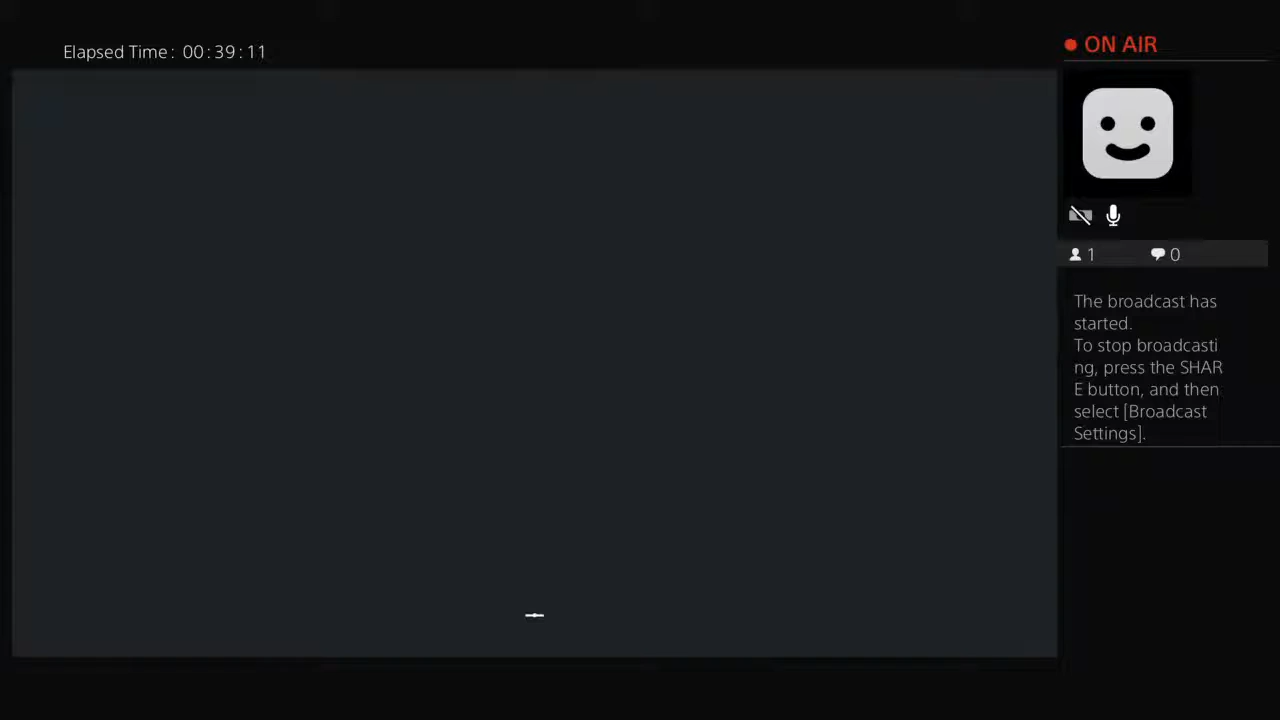 Elapsed Time: 00:39:11
ON AIR
1 0
The broadcast has
started.
To stop broadcasti
ng, press the SHAR
E button, and then
select [Broadcast
Settings].